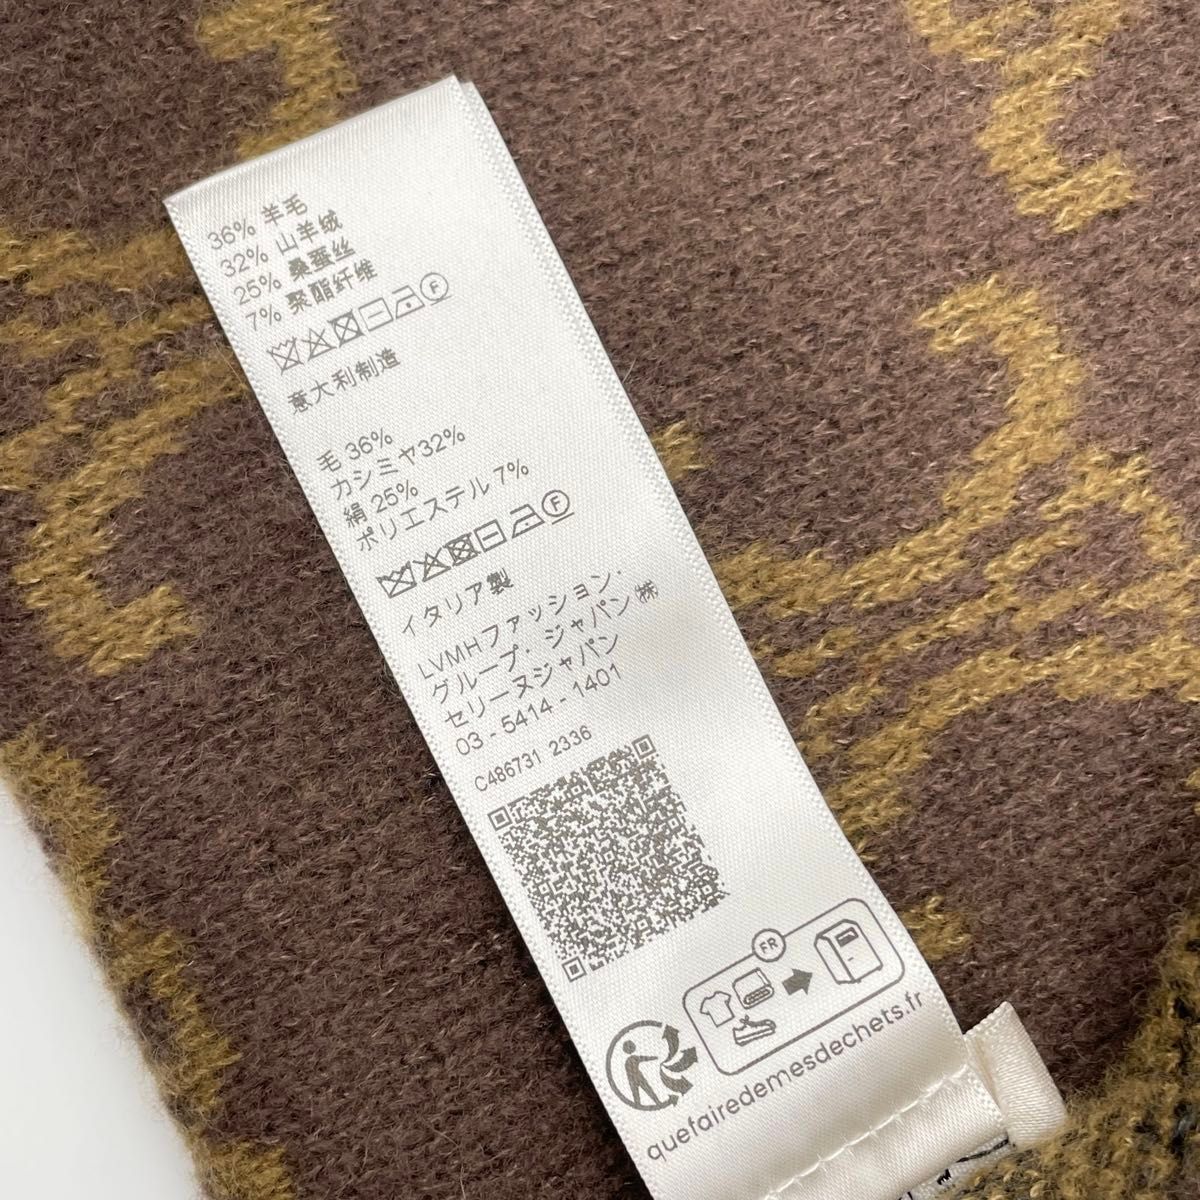 36% 羊毛
32% 山羊绒
25% 桑蚕丝
7% 聚酯纤维
F
意大利制造
毛 36%
カシミヤ32%
絹 25%
ポリエステル 7%
F
イタリア製
LVMHファッション・
グループ・ジャパン㈱
セリーヌジャパン
03 - 5414 - 1401
C486731 2336
FR
quefairedemesdechets.fr